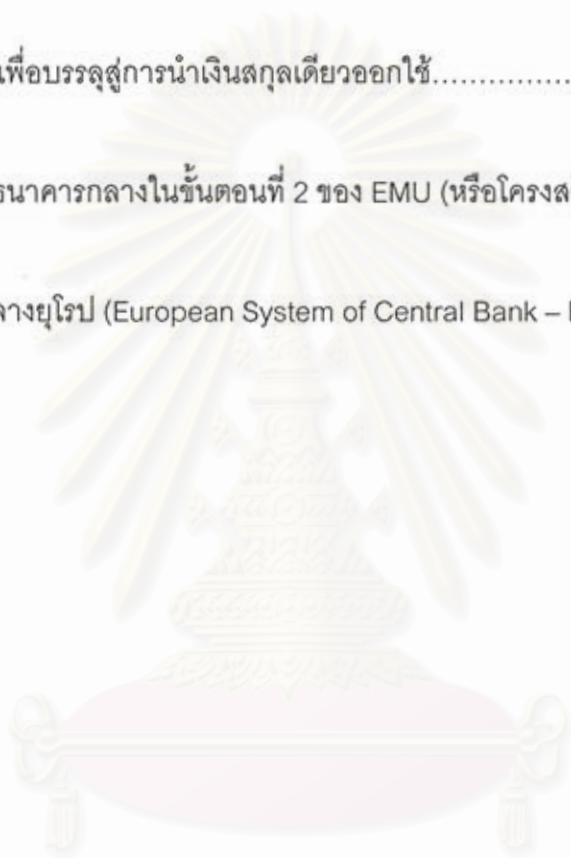 เพื่อบรรลุสู่การนำเงินสกุลเดียวออกใช้................
ธนาคารกลางในขั้นตอนที่ 2 ของ EMU (หรือโครงส
ลางยุโรป (European System of Central Bank –